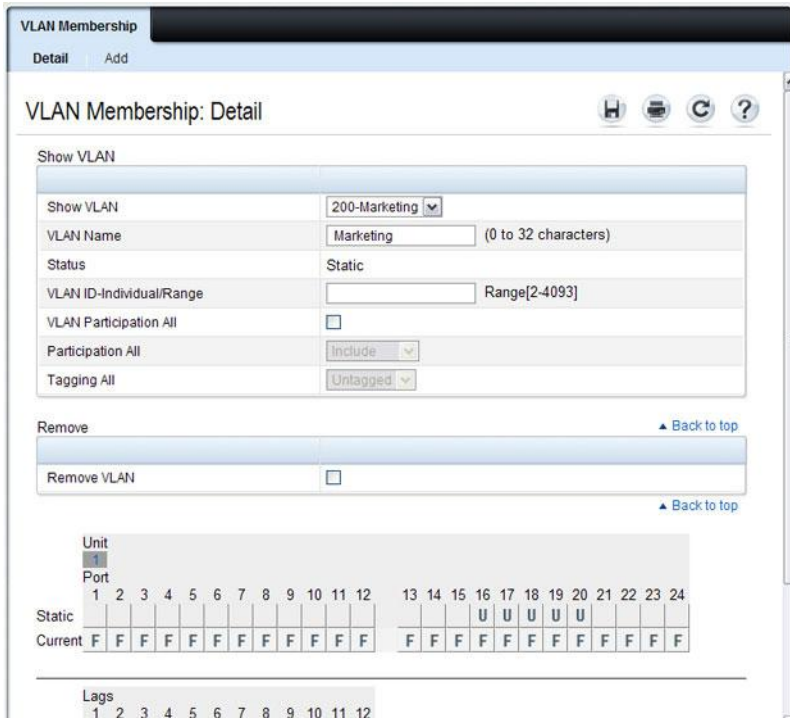 VLAN Membership
Detail Add
VLAN Membership: Detail
Show VLAN
Show VLAN 200-Marketing
VLAN Name Marketing (0 to 32 characters)
Status Static
VLAN ID-Individual/Range Range[2-4093]
VLAN Participation All
Participation All Include
Tagging All Untagged
Remove Back to top
Remove VLAN
Back to top
Unit
1
Port
1 2 3 4 5 6 7 8 9 10 11 12 13 14 15 16 17 18 19 20 21 22 23 24
Static U U U U U
Current F F F F F F F F F F F F F F F F F F F F F F F F
Lags
1 2 3 4 5 6 7 8 9 10 11 12